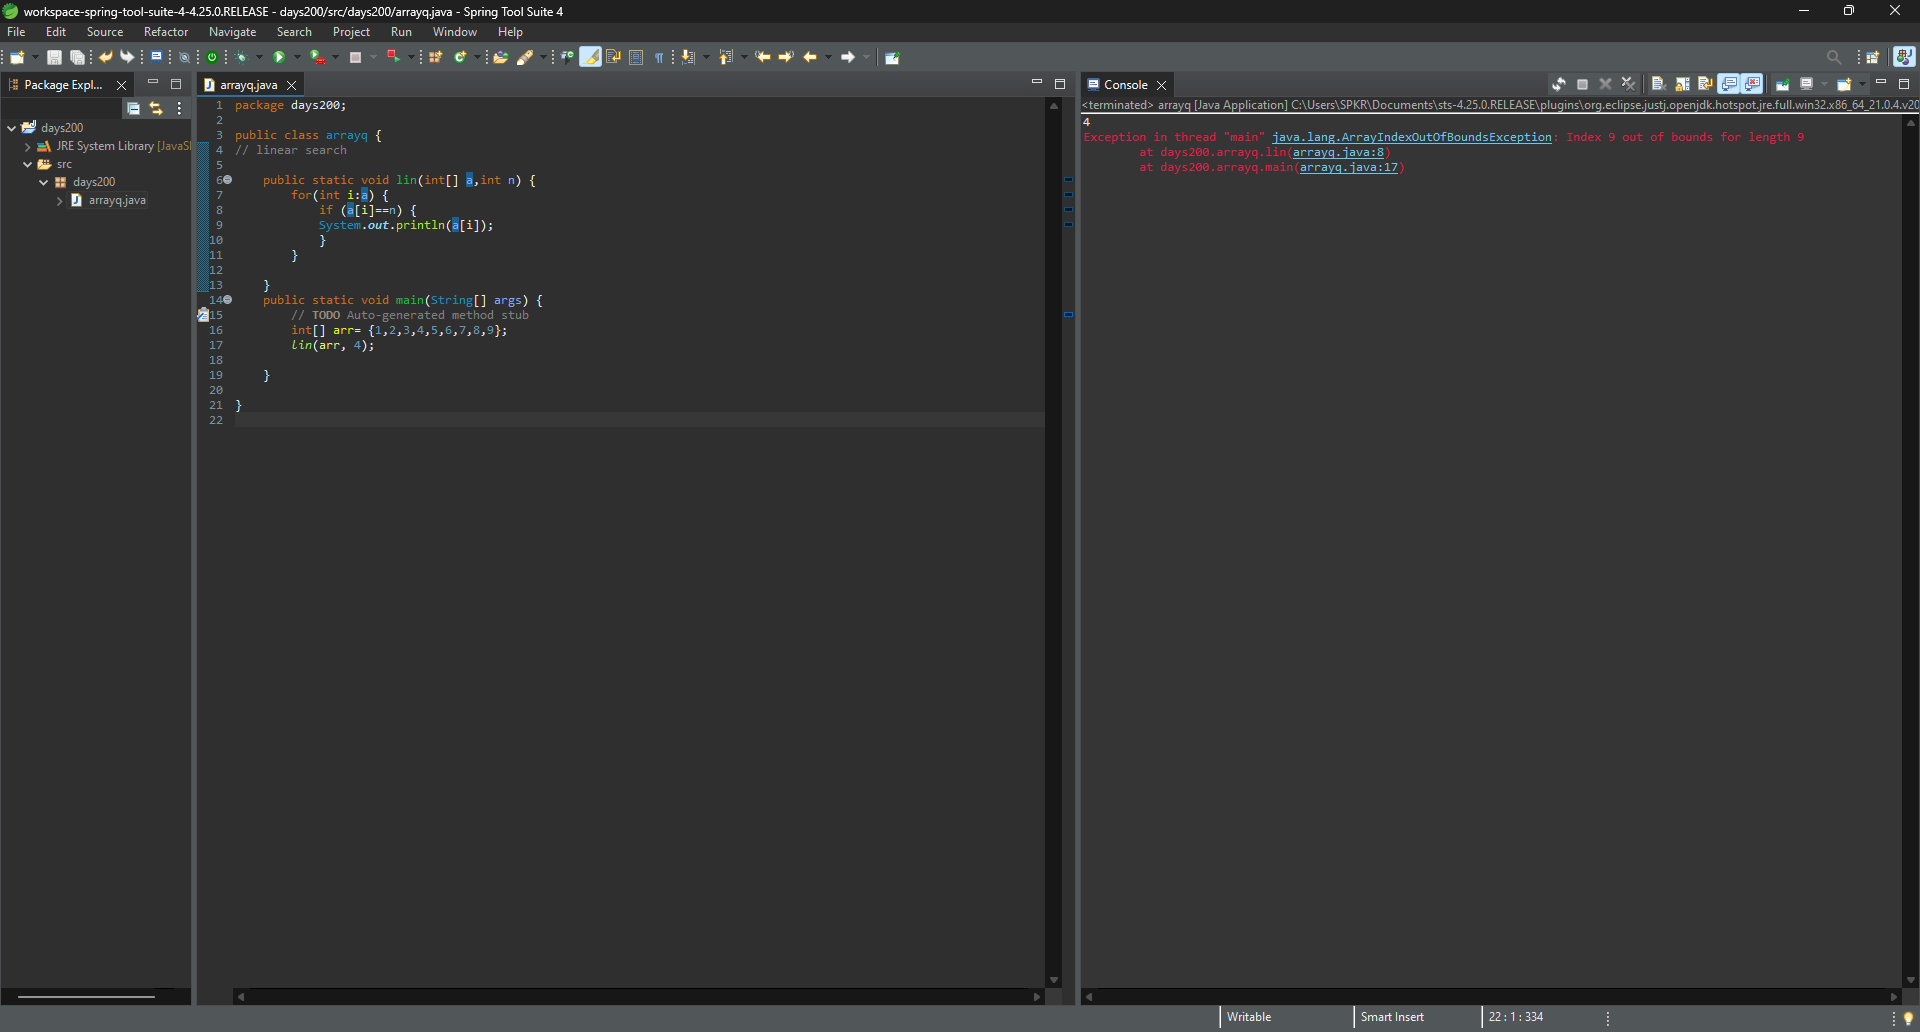 workspace-spring-tool-suite-4-4.25.0.RELEASE - days200/src/days200/arrayq.java - Spring Tool Suite 4
File Edit Source Refactor Navigate Search Project Run Window Help
Package Expl...
days200
JRE System Library [JavaSE
src
days200
arrayq.java
arrayq.java
1 package days200;
2
3 public class arrayq {
4 // linear search
5
6 public static void lin(int[] a,int n) {
7 for(int i:a) {
8 if (a[i]==n) {
9 System.out.println(a[i]);
10 }
11 }
12
13 }
14 public static void main(String[] args) {
15 // TODO Auto-generated method stub
16 int[] arr= {1,2,3,4,5,6,7,8,9};
17 lin(arr, 4);
18
19 }
20
21 }
22
Console
<terminated> arrayq [Java Application] C:\Users\SPKR\Documents\sts-4.25.0.RELEASE\plugins\org.eclipse.justj.openjdk.hotspot.jre.full.win32.x86_64_21.0.4.v20
4
Exception in thread "main" java.lang.ArrayIndexOutOfBoundsException: Index 9 out of bounds for length 9
at days200.arrayq.lin(arrayq.java:8)
at days200.arrayq.main(arrayq.java:17)
Writable
Smart Insert
22 : 1 : 334